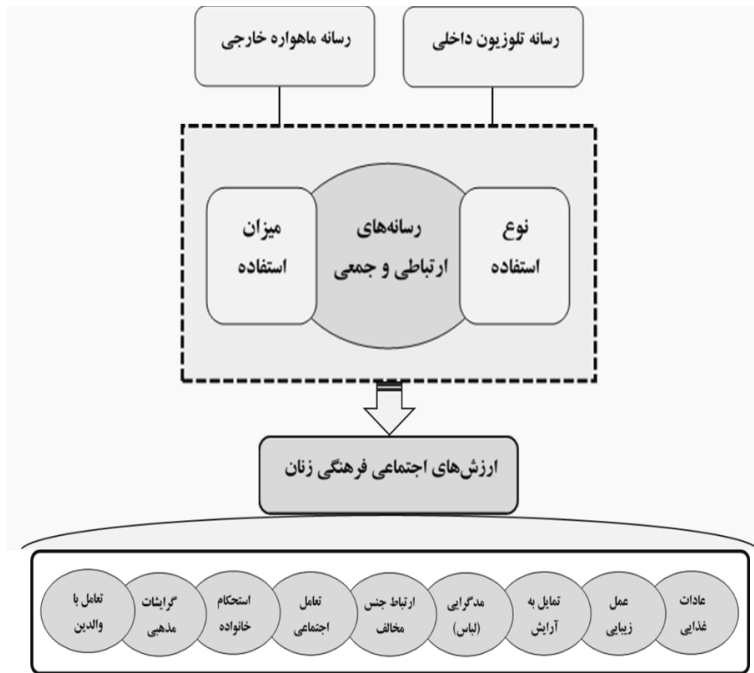 رسانه تلوزیون داخلی
رسانه ماهواره خارجی
نوع
استفاده
رسانه‌های
ارتباطی و جمعی
میزان
استفاده
ارزش‌های اجتماعی فرهنگی زنان
عادات
غذایی
عمل
زیبایی
تمایل به
آرایش
مدگرایی
(لباس)
ارتباط جنس
مخالف
تعامل
اجتماعی
استحکام
خانواده
گرایشات
مذهبی
تعامل با
والدین